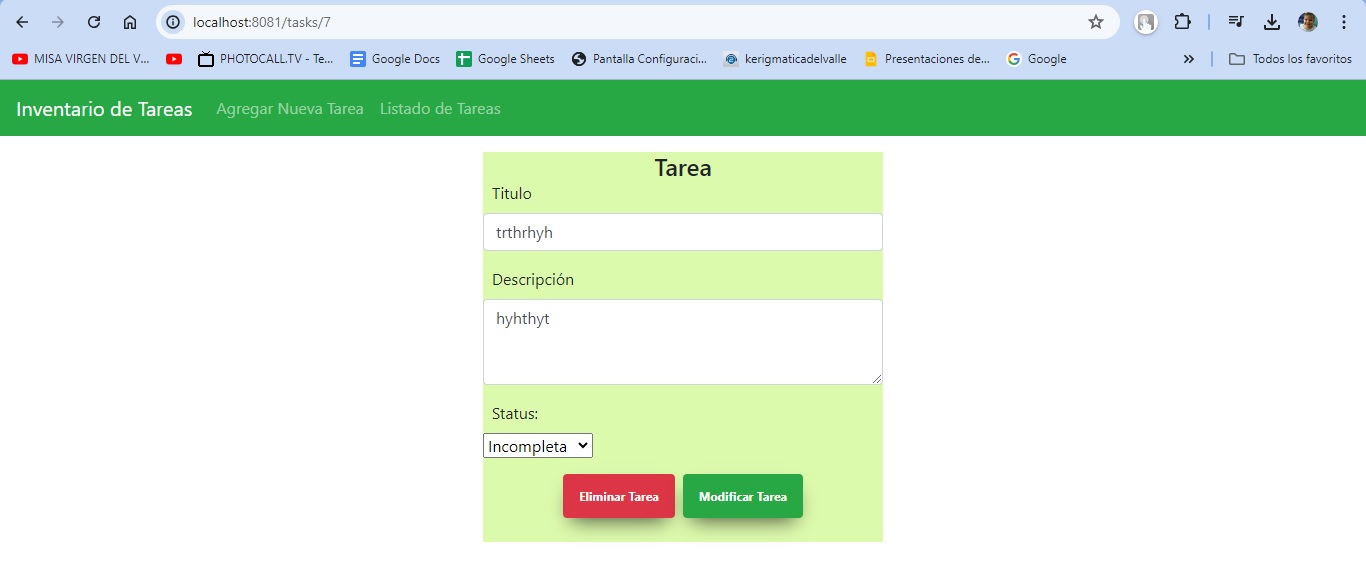 localhost:8081/tasks/7
MISA VIRGEN DEL V... PHOTOCALL.TV - Te... Google Docs Google Sheets Pantalla Configuraci... kerigmaticadelvalle Presentaciones de... Google » Todos los favoritos
Inventario de Tareas Agregar Nueva Tarea Listado de Tareas
Tarea
Titulo
trthrhyh
Descripción
hyhthyt
Status:
Incompleta
Eliminar Tarea Modificar Tarea